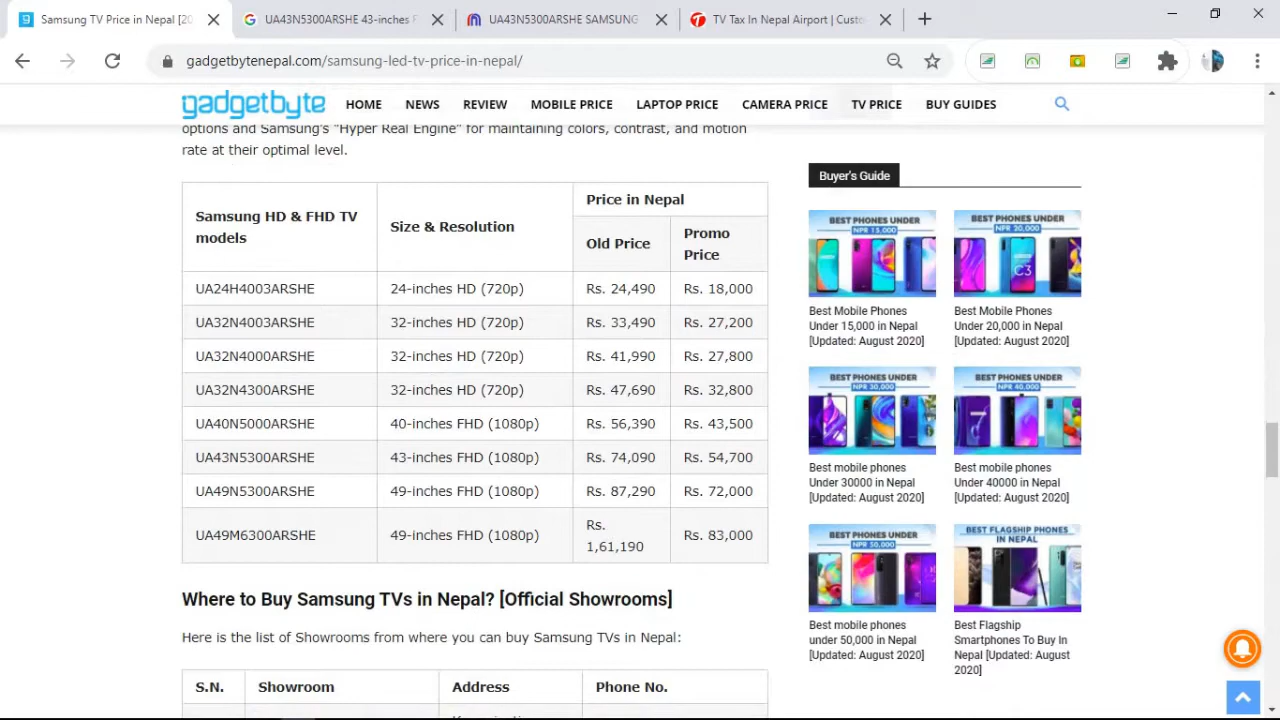 Samsung TV Price in Nepal [20
UA43N5300ARSHE 43-inches F
UA43N5300ARSHE SAMSUNG
TV Tax In Nepal Airport | Custo
gadgetbytenepal.com/samsung-led-tv-price-in-nepal/
gadgetbyte
HOME NEWS REVIEW MOBILE PRICE LAPTOP PRICE CAMERA PRICE TV PRICE BUY GUIDES
options and Samsung's "Hyper Real Engine" for maintaining colors, contrast, and motion
rate at their optimal level.
Samsung HD & FHD TV
models
Size & Resolution
Price in Nepal
Old Price
Promo
Price
UA24H4003ARSHE 24-inches HD (720p) Rs. 24,490 Rs. 18,000
UA32N4003ARSHE 32-inches HD (720p) Rs. 33,490 Rs. 27,200
UA32N4000ARSHE 32-inches HD (720p) Rs. 41,990 Rs. 27,800
UA32N4300ARSHE 32-inches HD (720p) Rs. 47,690 Rs. 32,800
UA40N5000ARSHE 40-inches FHD (1080p) Rs. 56,390 Rs. 43,500
UA43N5300ARSHE 43-inches FHD (1080p) Rs. 74,090 Rs. 54,700
UA49N5300ARSHE 49-inches FHD (1080p) Rs. 87,290 Rs. 72,000
UA49M6300ARSHE 49-inches FHD (1080p) Rs.
1,61,190 Rs. 83,000
Where to Buy Samsung TVs in Nepal? [Official Showrooms]
Here is the list of Showrooms from where you can buy Samsung TVs in Nepal:
S.N. Showroom Address Phone No.
Buyer's Guide
BEST PHONES UNDER
NPR 15,000
Best Mobile Phones
Under 15,000 in Nepal
[Updated: August 2020]
BEST PHONES UNDER
NPR 20,000
C3
Best Mobile Phones
Under 20,000 in Nepal
[Updated: August 2020]
BEST PHONES UNDER
NPR 30,000
Best mobile phones
Under 30000 in Nepal
[Updated: August 2020]
BEST PHONES UNDER
NPR 40,000
Best mobile phones
Under 40000 in Nepal
[Updated: August 2020]
BEST PHONES UNDER
NPR 50,000
Best mobile phones
under 50,000 in Nepal
[Updated: August 2020]
BEST FLAGSHIP PHONES
IN NEPAL
Best Flagship
Smartphones To Buy In
Nepal [Updated: August
2020]